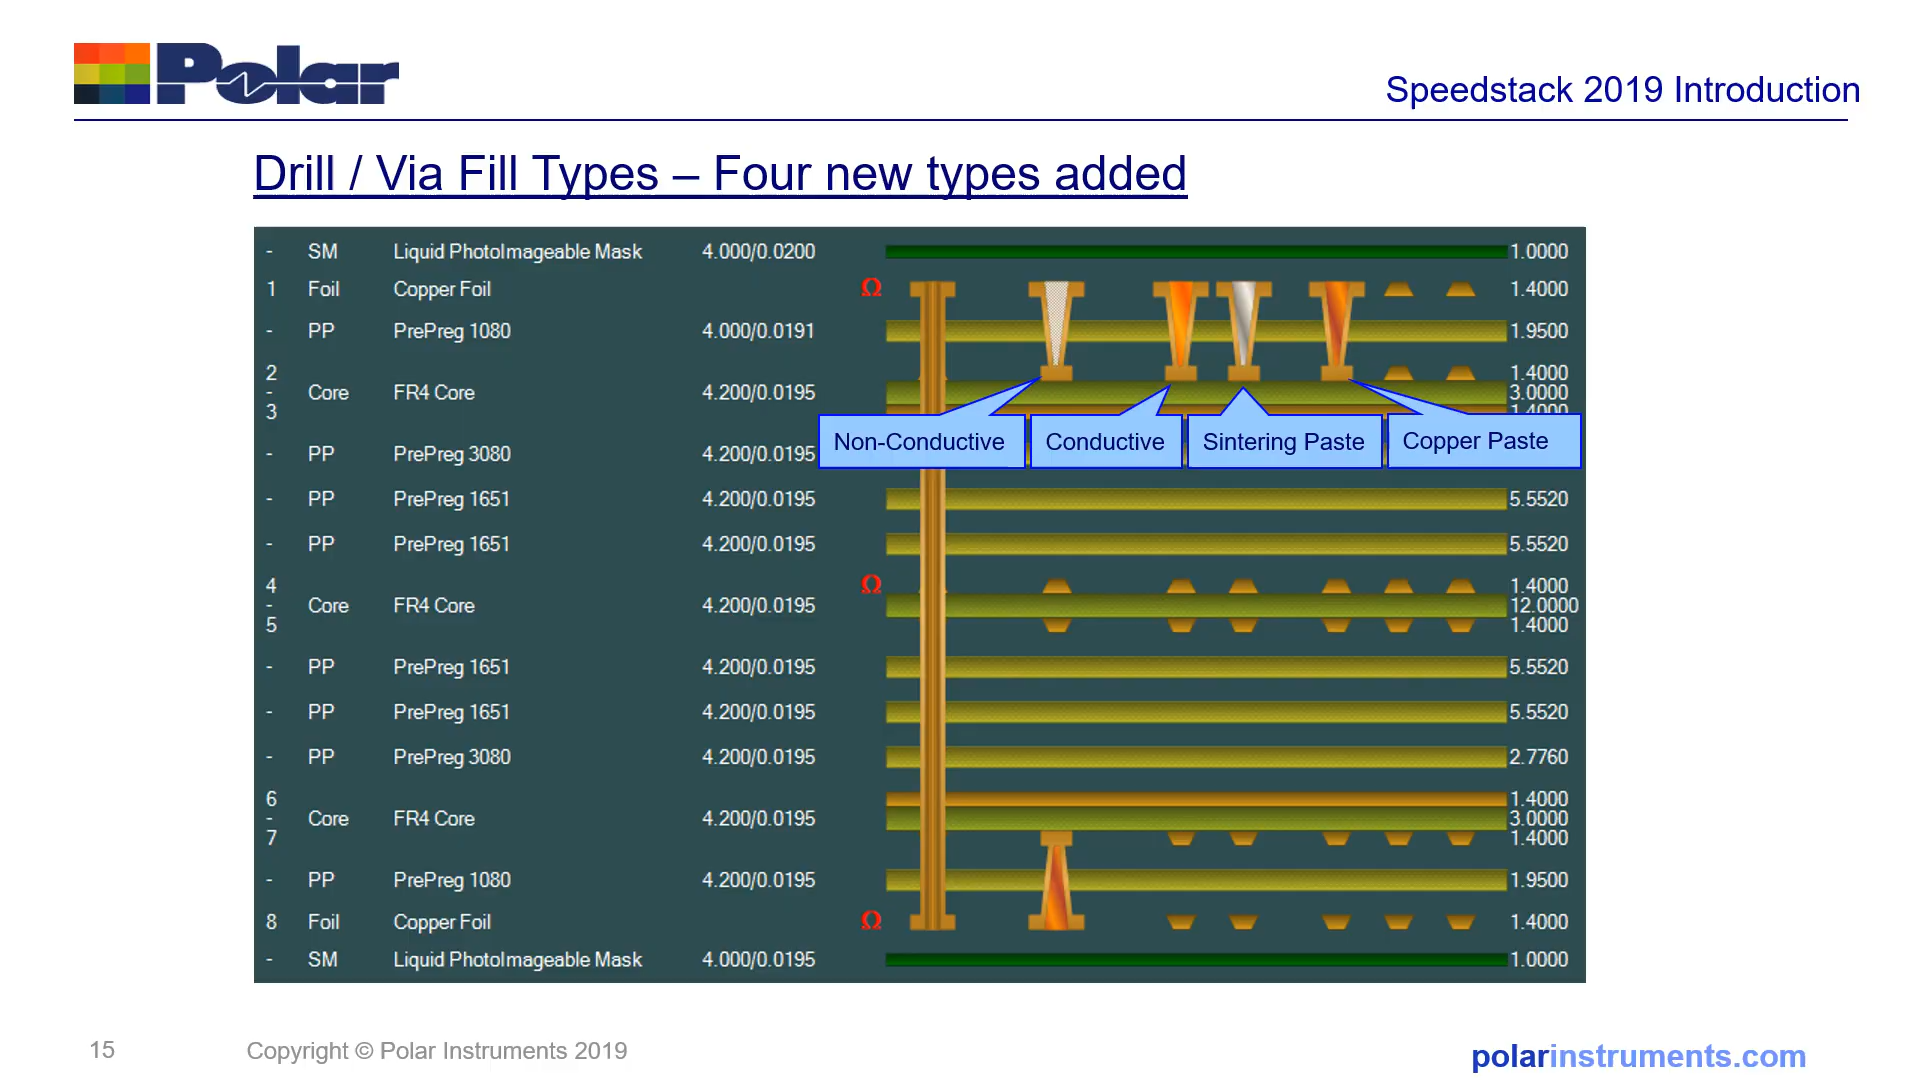 Polar
Speedstack 2019 Introduction
Drill / Via Fill Types – Four new types added
- SM Liquid PhotoImageable Mask 4.000/0.0200 1.0000
1 Foil Copper Foil Ω 1.4000
- PP PrePreg 1080 4.000/0.0191 1.9500
2 1.4000
- Core FR4 Core 4.200/0.0195 3.0000
3 1.4000
Non-Conductive Conductive Sintering Paste Copper Paste
- PP PrePreg 3080 4.200/0.0195
- PP PrePreg 1651 4.200/0.0195 5.5520
- PP PrePreg 1651 4.200/0.0195 5.5520
4 Ω 1.4000
- Core FR4 Core 4.200/0.0195 12.0000
5 1.4000
- PP PrePreg 1651 4.200/0.0195 5.5520
- PP PrePreg 1651 4.200/0.0195 5.5520
- PP PrePreg 3080 4.200/0.0195 2.7760
6 1.4000
- Core FR4 Core 4.200/0.0195 3.0000
7 1.4000
- PP PrePreg 1080 4.200/0.0195 1.9500
8 Foil Copper Foil Ω 1.4000
- SM Liquid PhotoImageable Mask 4.000/0.0195 1.0000
15 Copyright © Polar Instruments 2019
polarinstruments.com